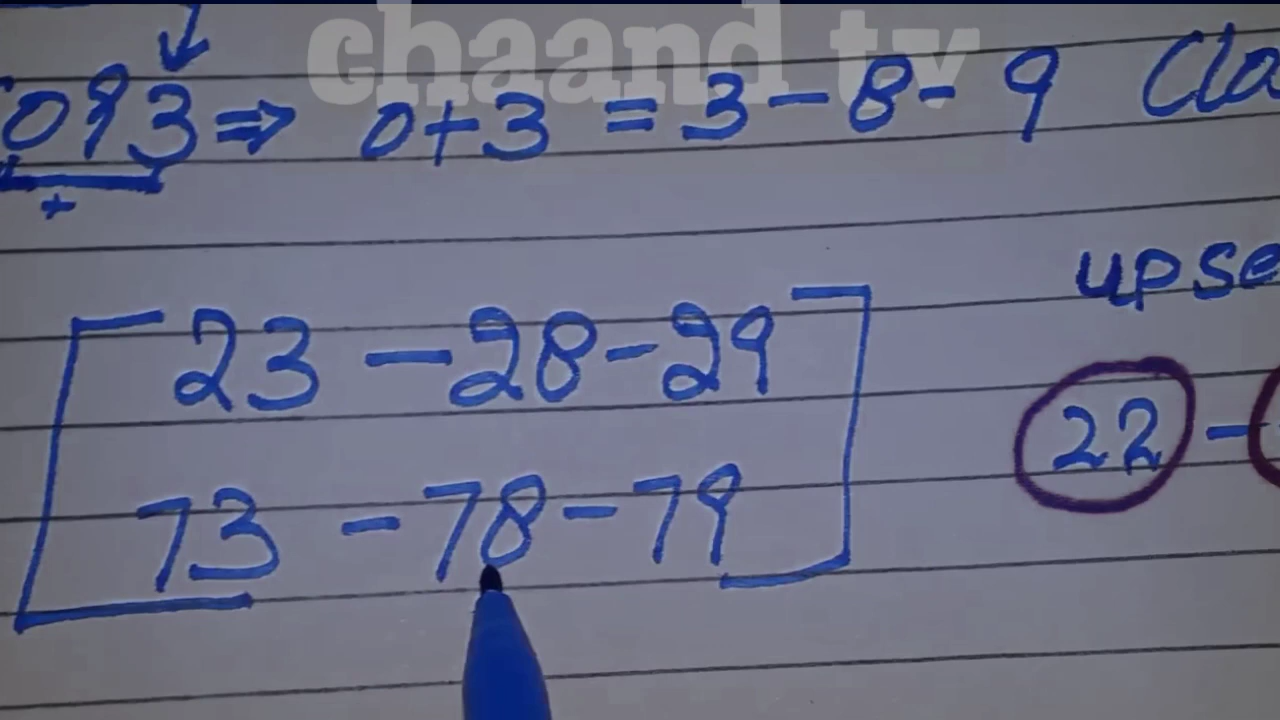 chaand tv
093 ⇒ 0+3 = 3-8-9
+
upse
23 - 28 - 29
22 -
73 - 78 - 79